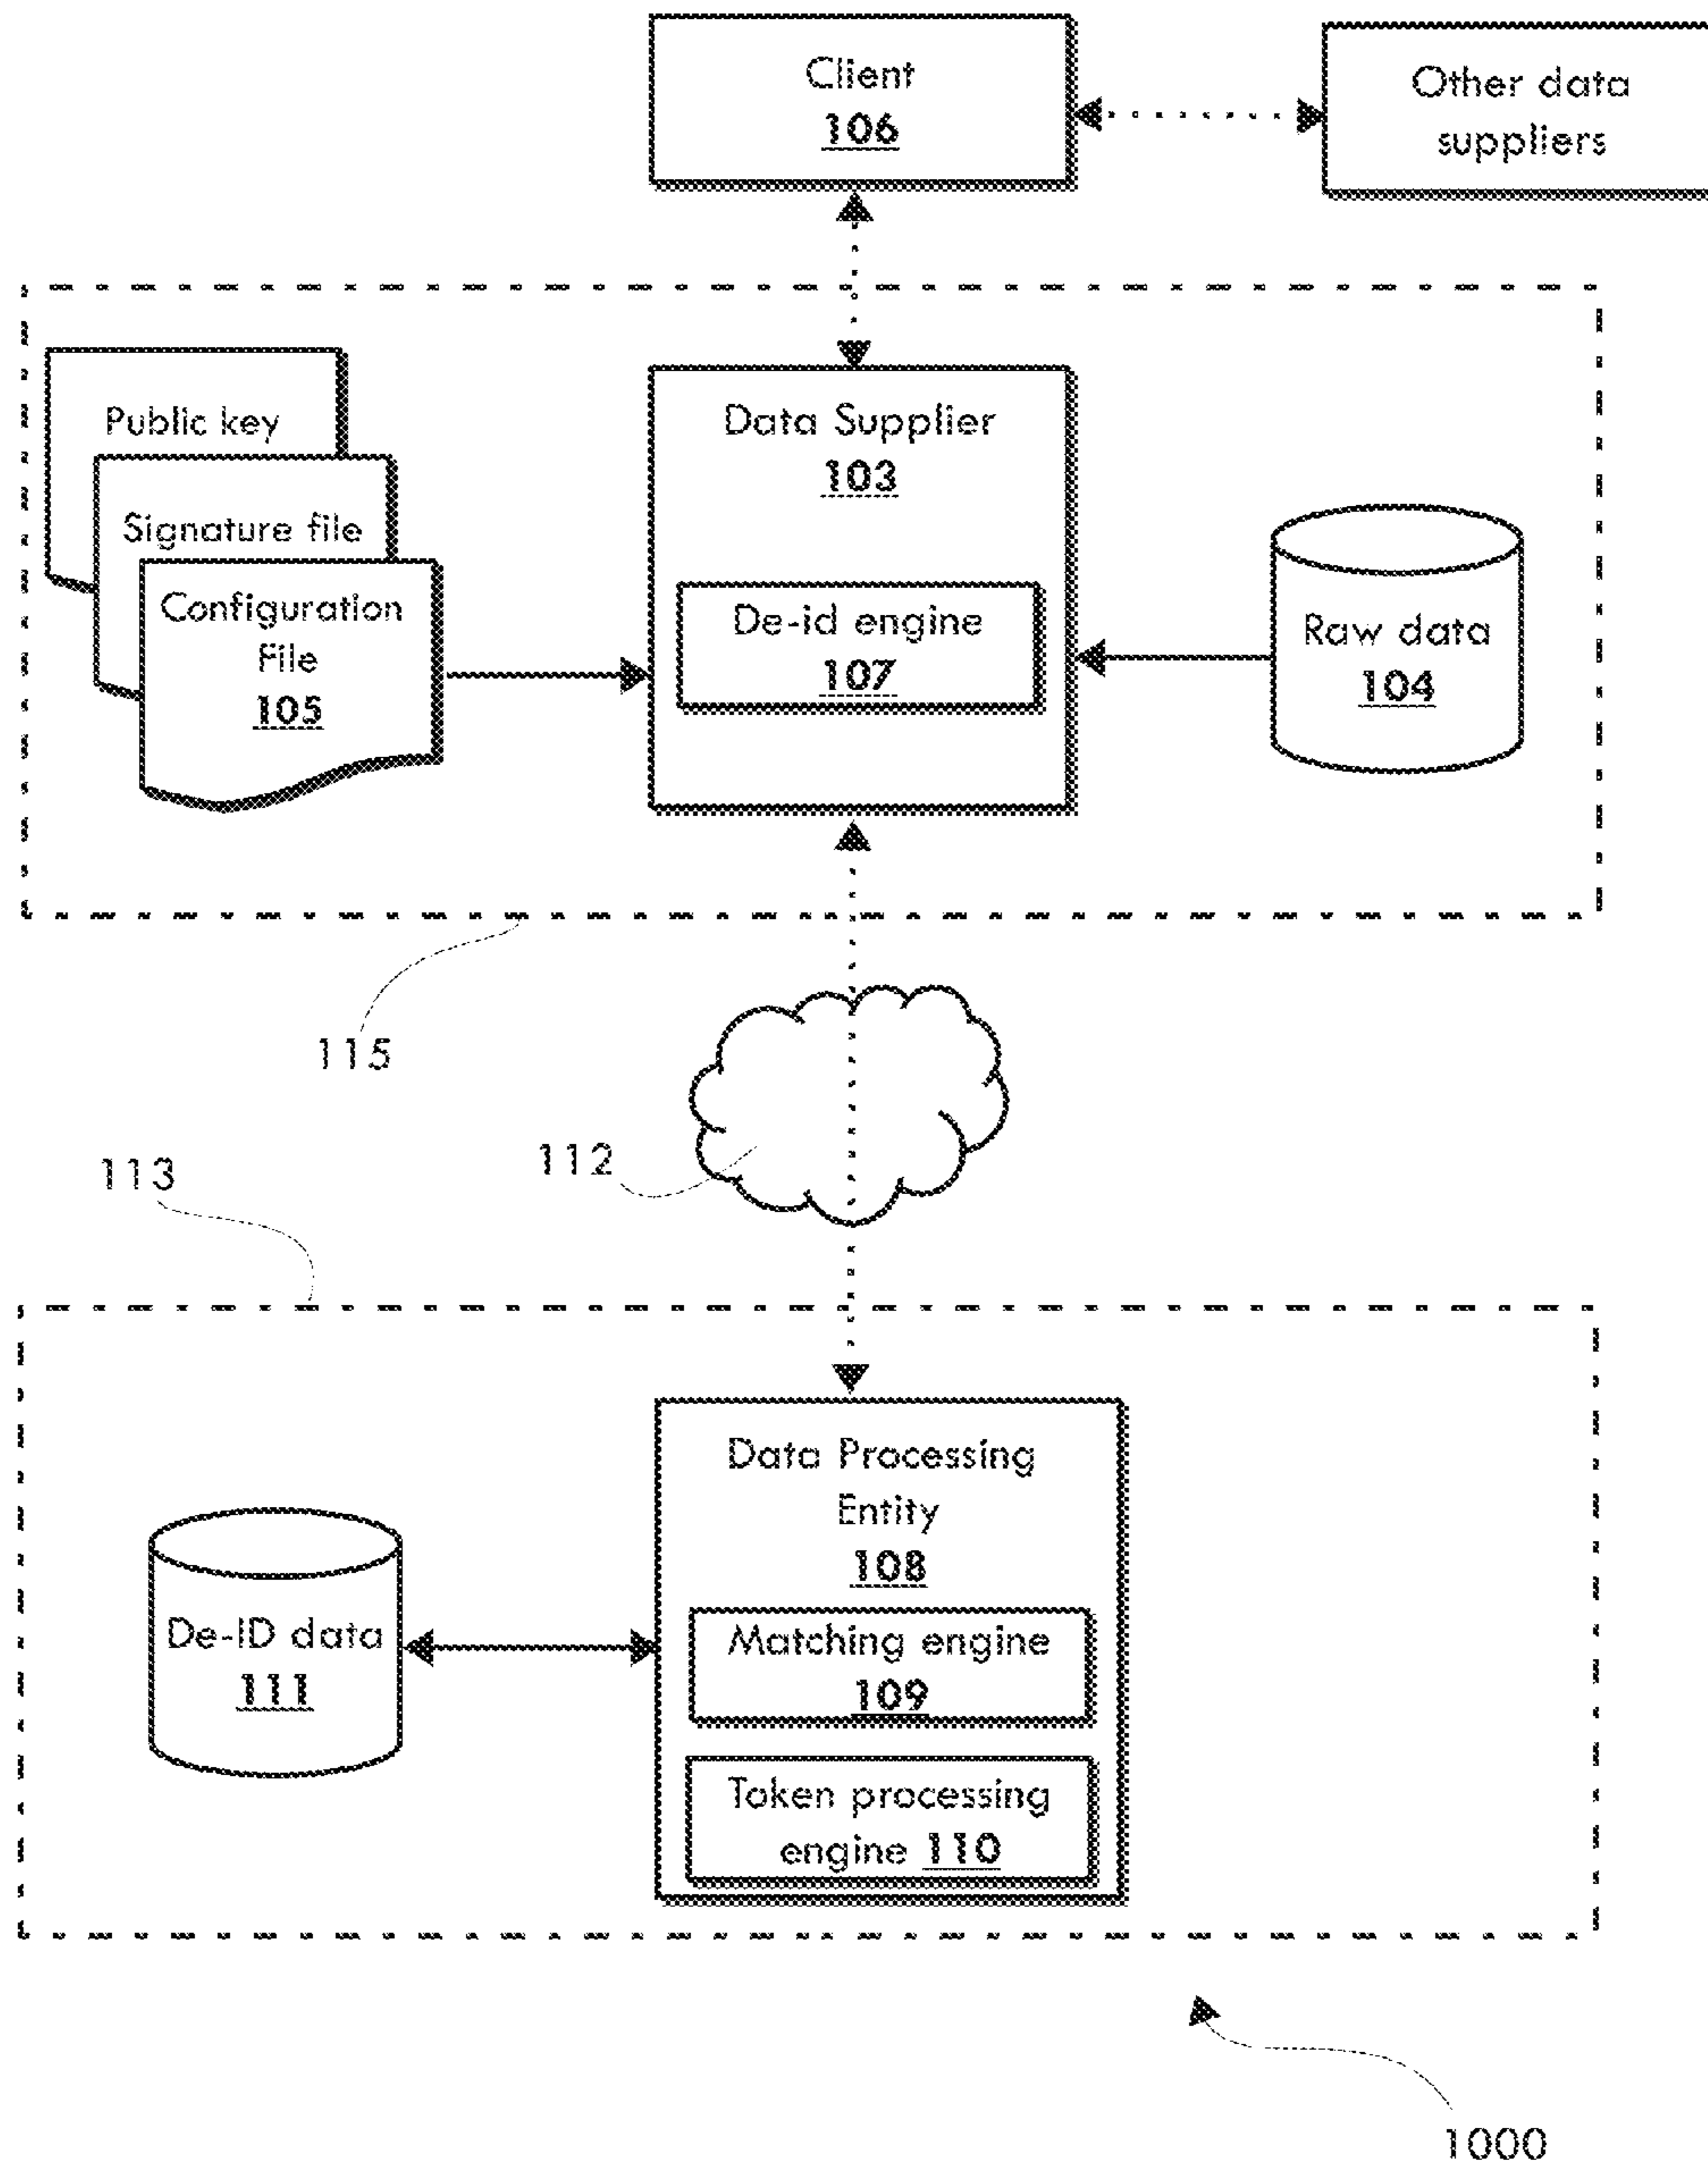 Client
106
Other data
suppliers
Public key
Signature file
Configuration
File
105
Data Supplier
103
De-id engine
107
Raw data
104
115
112
113
Data Processing
Entity
108
De-ID data
111
Matching engine
109
Token processing
engine 110
1000